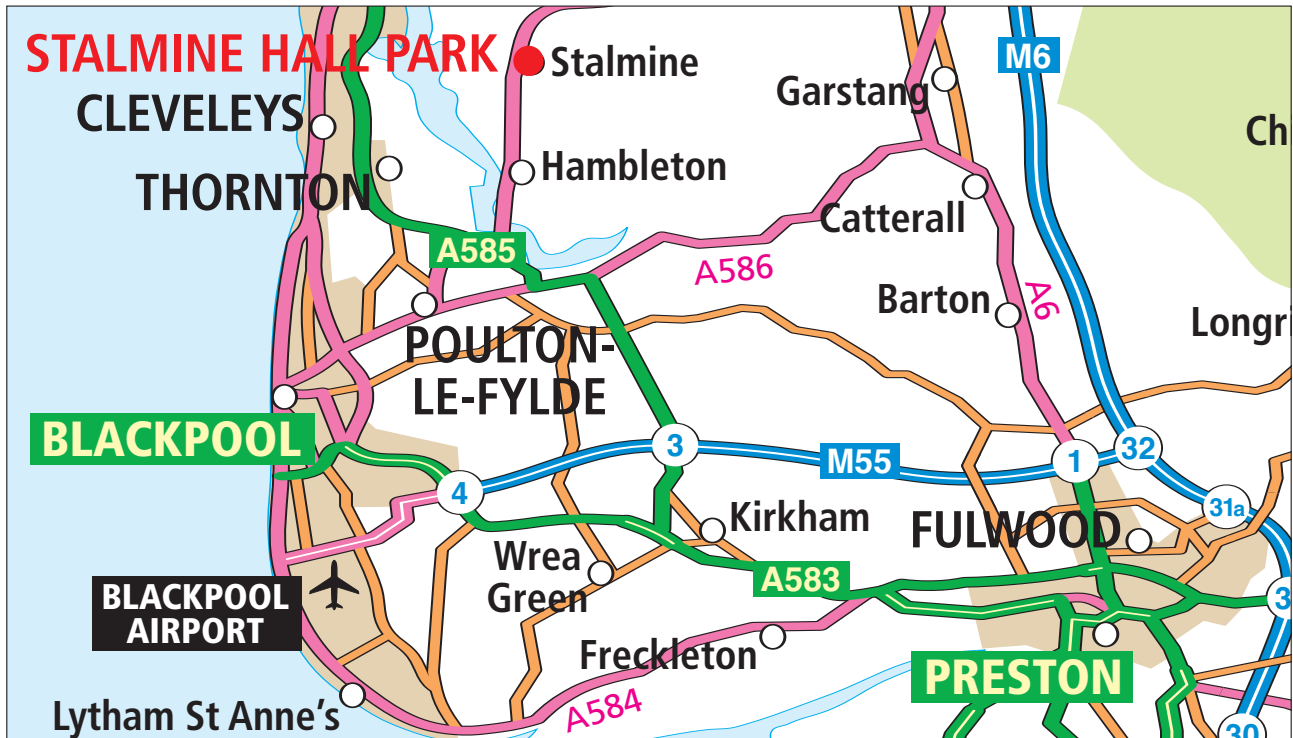 STALMINE HALL PARK
Stalmine
M6
Garstang
CLEVELEYS
Chi
Hambleton
THORNTON
Catterall
A585
A586
A6
Barton
Longri
POULTON-
LE-FYLDE
BLACKPOOL
3
M55
1
32
4
31a
Kirkham
FULWOOD
Wrea
Green
A583
BLACKPOOL
AIRPORT
3
Freckleton
PRESTON
Lytham St Anne's
A584
30